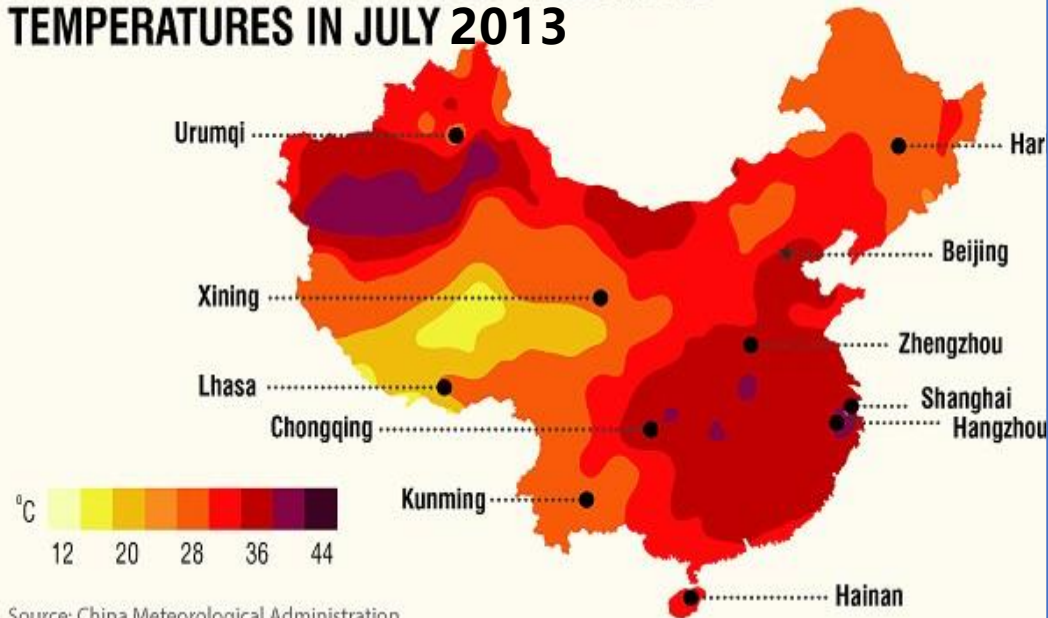 TEMPERATURES IN JULY 2013
Urumqi
Har
Beijing
Xining
Zhengzhou
Lhasa
Shanghai
Chongqing
Hangzhou
Kunming
°C
12 20 28 36 44
Hainan
Source: China Meteorological Administration